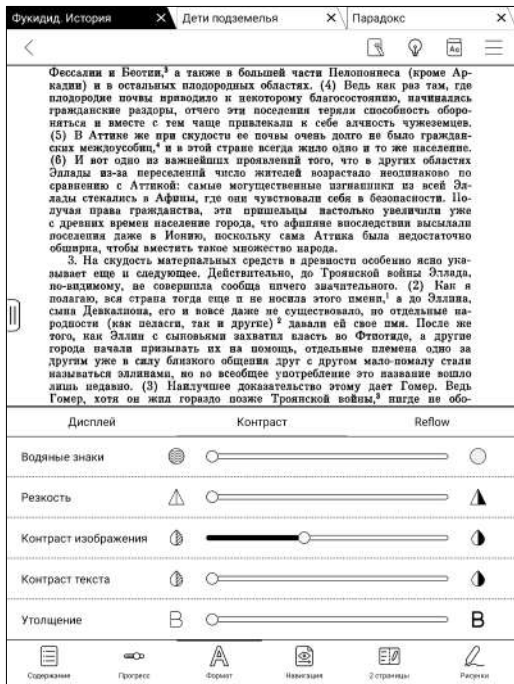 Фукидид. История × Дети подземелья × Парадокс ×
Фессалии и Беотии,³ а также в большей части Пелопоннеса (кроме Ар-
кадии) и в остальных плодородных областях. (4) Ведь как раз там, где
плодородие почвы приводило к некоторому благосостоянию, начинались
гражданские раздоры, отчего эти поселения теряли способность оборо-
няться и вместе с тем чаще привлекали к себе алчность чужеземцев.
(5) В Аттике же при скудости ее почвы очень долго не было граждан-
ских междоусобиц,⁴ и в этой стране всегда жило одно и то же население.
(6) И вот одно из важнейших проявлений того, что в других областях
Эллады из-за переселений число жителей возрастало неодинаково по
сравнению с Аттикой: самые могущественные изгнанники из всей Эл-
лады стекались в Афины, где они чувствовали себя в безопасности. По-
лучая права гражданства, эти пришельцы настолько увеличили уже
с древних времен население города, что афиняне впоследствии высылали
поселения даже в Ионию, поскольку сама Аттика была недостаточно
обширна, чтобы вместить такое множество народа.
3. На скудость материальных средств в древности особенно ясно ука-
зывает еще и следующее. Действительно, до Троянской войны Эллада,
по-видимому, не совершила сообща ничего значительного. (2) Как я
полагаю, вся страна тогда еще и не носила этого имени,¹ а до Эллина,
сына Девкалиона, его и вовсе даже не существовало, но отдельные на-
родности (как пеласги, так и другие) ² давали ей свое имя. После же
того, как Эллин с сыновьями захватил власть во Фтиотиде, а другие
города начали призывать их на помощь, отдельные племена одно за
другим уже в силу близкого общения друг с другом мало-помалу стали
называться эллинами, но во всеобщее употребление это название вошло
лишь недавно. (3) Наилучшее доказательство этому дает Гомер. Ведь
Гомер, хотя он жил гораздо позже Троянской войны,³ нигде не обо-
Дисплей Контраст Reflow
Водяные знаки
Резкость
Контраст изображения
Контраст текста
Утолщение B B
Содержание Прогресс Формат Навигация 2 страницы Рисунки